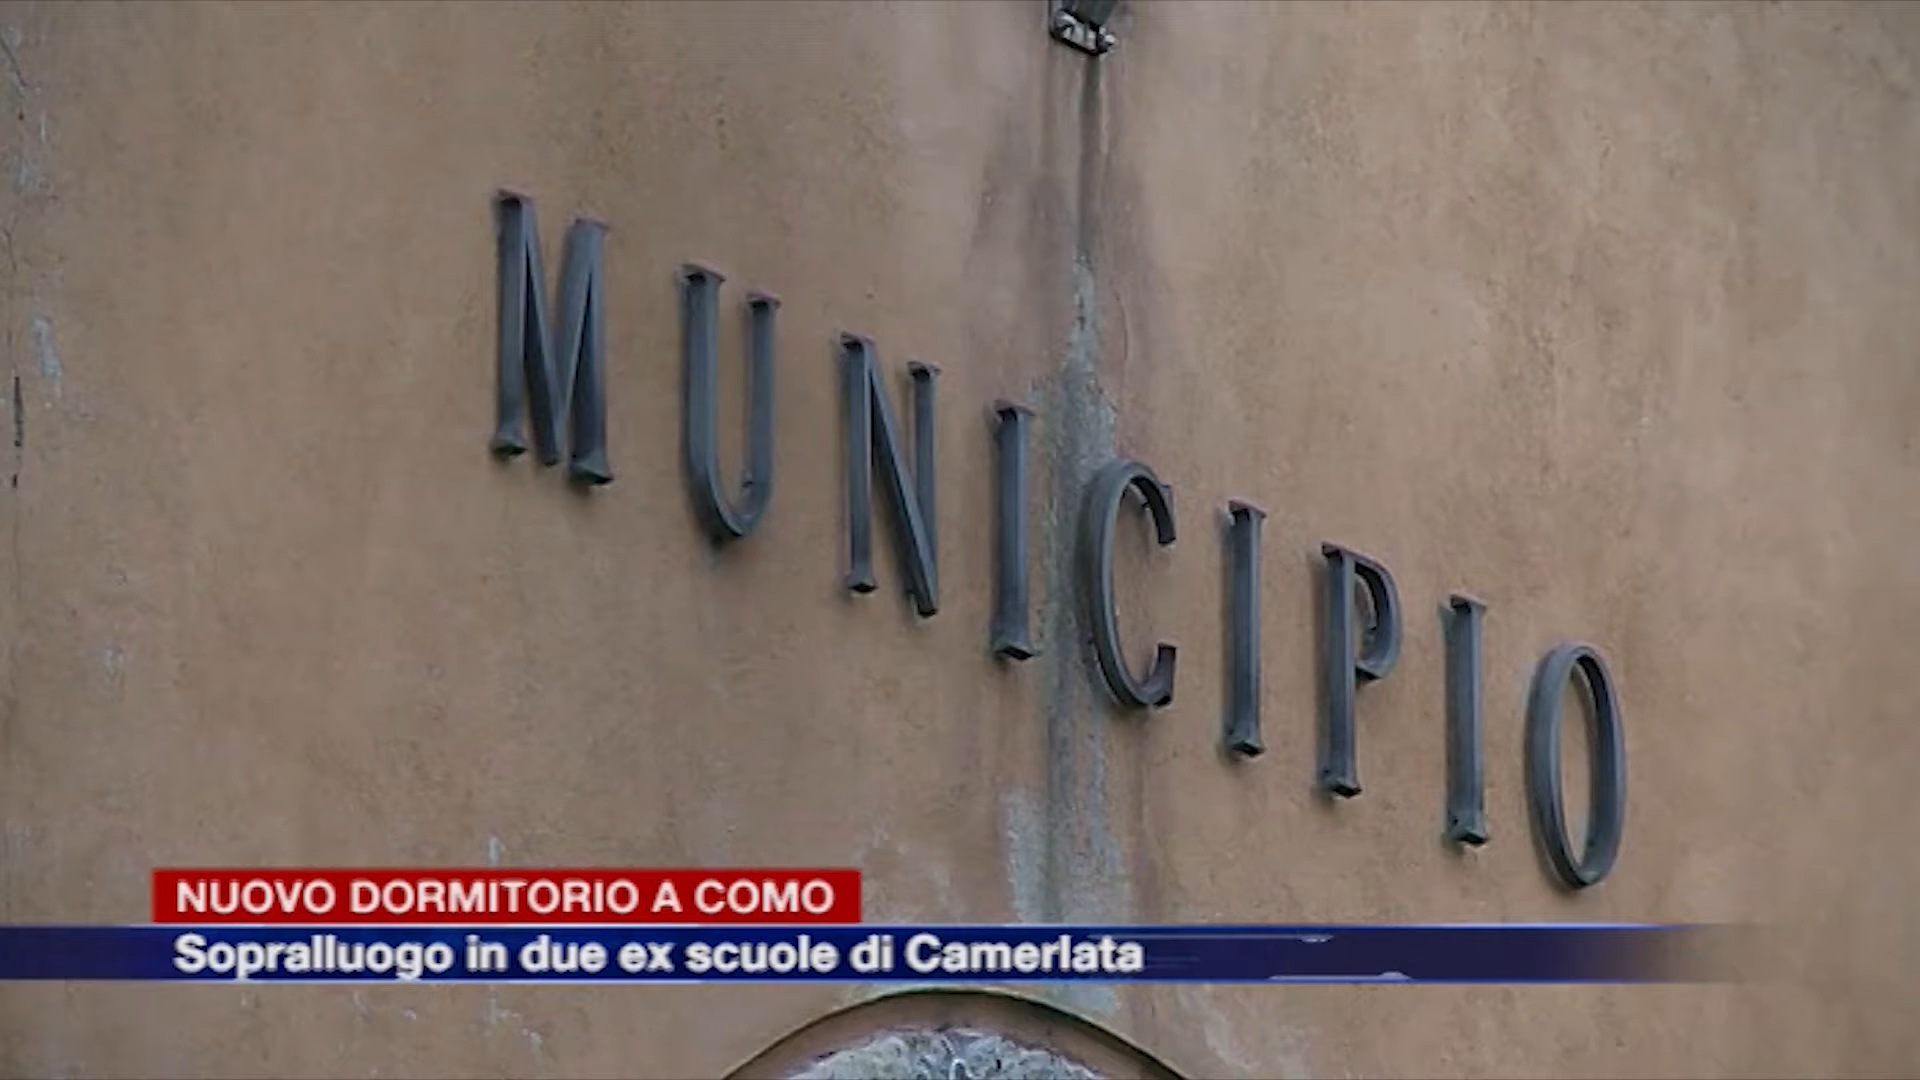 MUNICIPIO
NUOVO DORMITORIO A COMO
Sopralluogo in due ex scuole di Camerlata